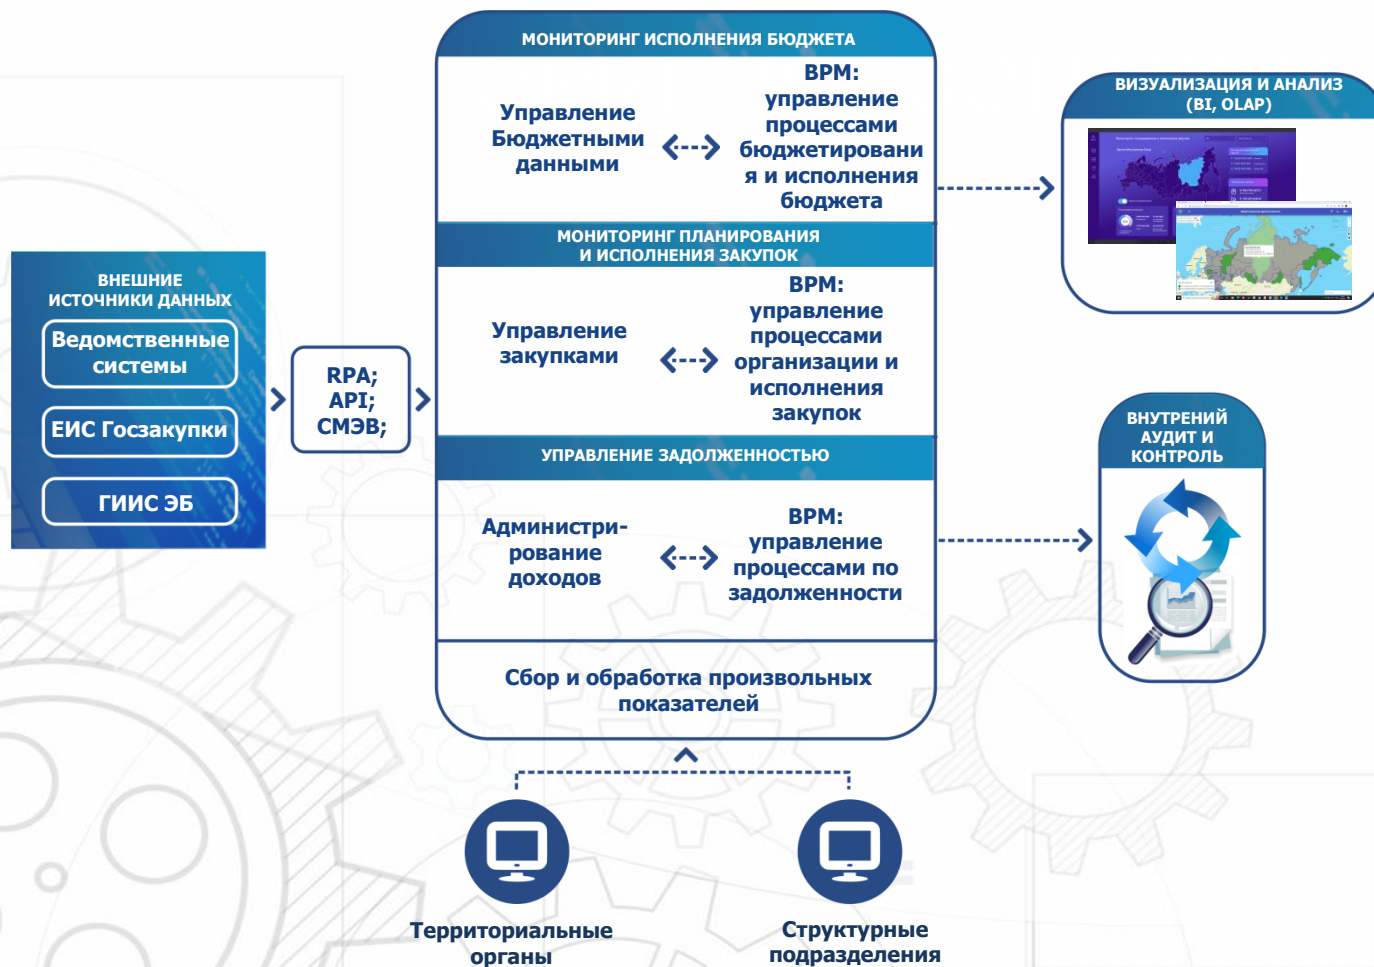 МОНИТОРИНГ ИСПОЛНЕНИЯ БЮДЖЕТА
Управление
Бюджетными
данными
BPM:
управление
процессами
бюджетировани
я и исполнения
бюджета
МОНИТОРИНГ ПЛАНИРОВАНИЯ
И ИСПОЛНЕНИЯ ЗАКУПОК
Управление
закупками
BPM:
управление
процессами
организации и
исполнения
закупок
УПРАВЛЕНИЕ ЗАДОЛЖЕННОСТЬЮ
Администри-
рование
доходов
BPM:
управление
процессами по
задолженности
Сбор и обработка произвольных
показателей
ВНЕШНИЕ
ИСТОЧНИКИ ДАННЫХ
Ведомственные
системы
ЕИС Госзакупки
ГИИС ЭБ
RPA;
API;
СМЭВ;
ВИЗУАЛИЗАЦИЯ И АНАЛИЗ
(BI, OLAP)
ВНУТРЕНИЙ
АУДИТ И
КОНТРОЛЬ
Территориальные
органы
Структурные
подразделения